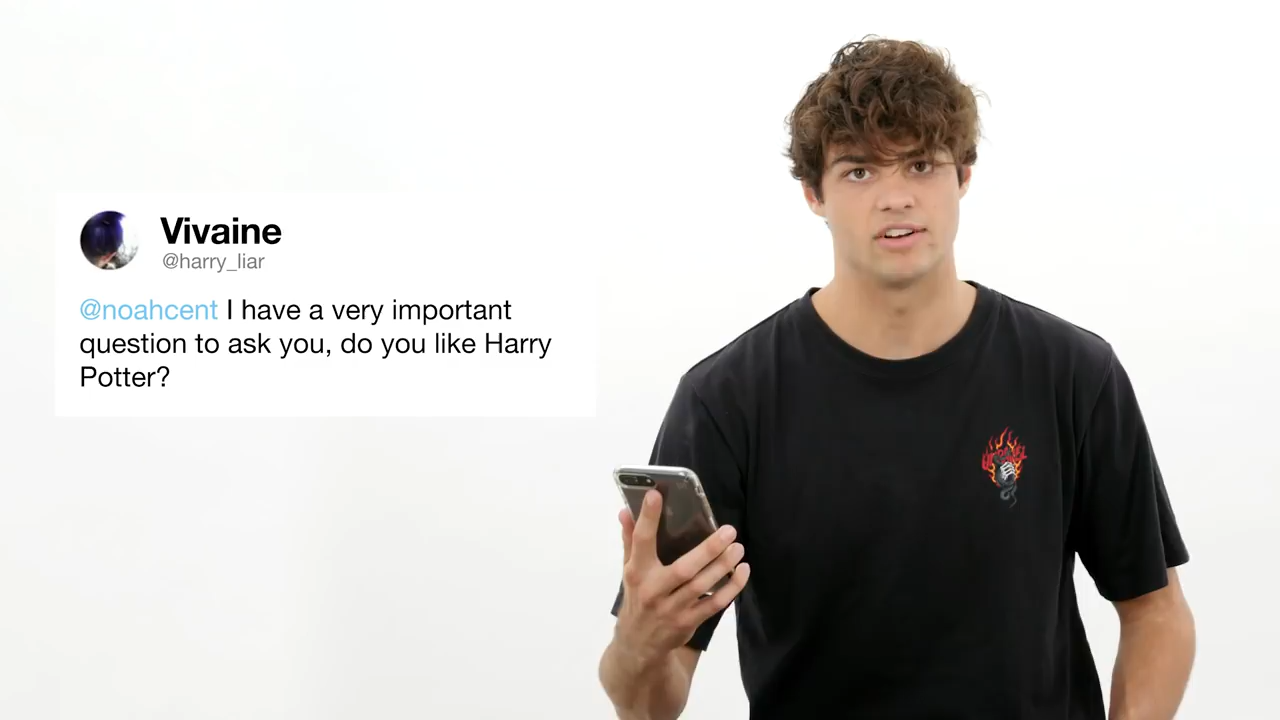 Vivaine
@harry_liar
@noahcent I have a very important
question to ask you, do you like Harry
Potter?